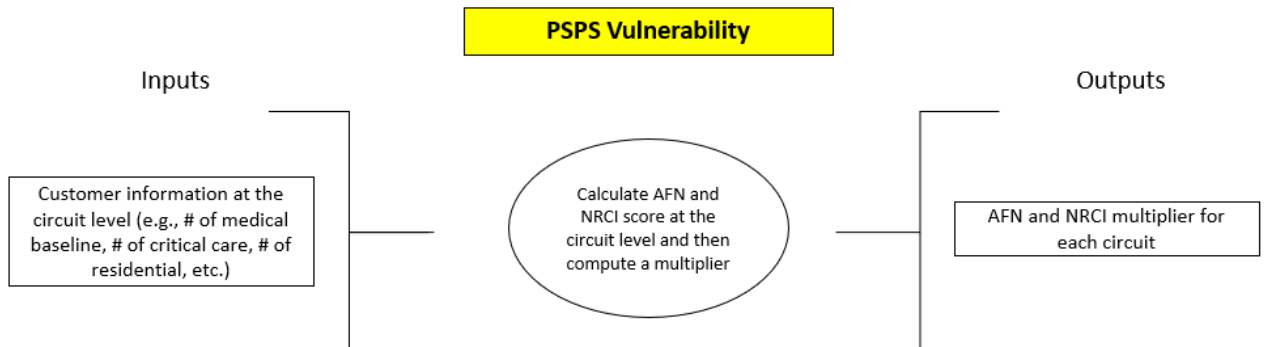 PSPS Vulnerability
Inputs
Outputs
Customer information at the
circuit level (e.g., # of medical
baseline, # of critical care, # of
residential, etc.)
Calculate AFN and
NRCI score at the
circuit level and then
compute a multiplier
AFN and NRCI multiplier for
each circuit